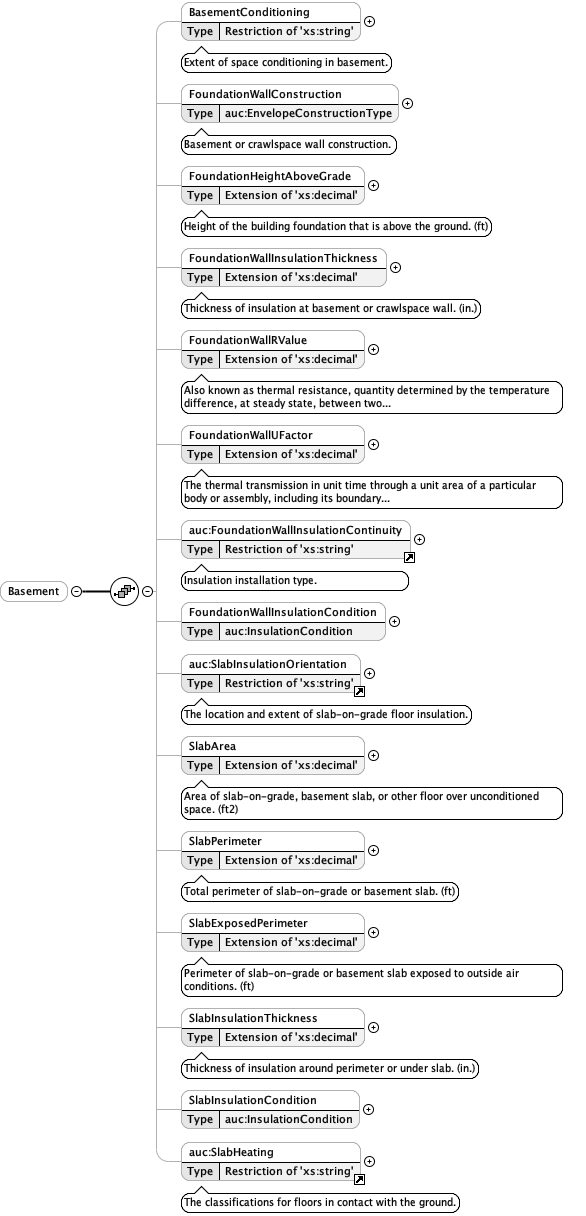 BasementConditioning
Type Restriction of 'xs:string'
Extent of space conditioning in basement.
FoundationWallConstruction
Type auc:EnvelopeConstructionType
Basement or crawlspace wall construction.
FoundationHeightAboveGrade
Type Extension of 'xs:decimal'
Height of the building foundation that is above the ground. (ft)
FoundationWallInsulationThickness
Type Extension of 'xs:decimal'
Thickness of insulation at basement or crawlspace wall. (in.)
FoundationWallRValue
Type Extension of 'xs:decimal'
Also known as thermal resistance, quantity determined by the temperature
difference, at steady state, between two...
FoundationWallUFactor
Type Extension of 'xs:decimal'
The thermal transmission in unit time through a unit area of a particular
body or assembly, including its boundary...
auc:FoundationWallInsulationContinuity
Type Restriction of 'xs:string'
Insulation installation type.
Basement
FoundationWallInsulationCondition
Type auc:InsulationCondition
auc:SlabInsulationOrientation
Type Restriction of 'xs:string'
The location and extent of slab-on-grade floor insulation.
SlabArea
Type Extension of 'xs:decimal'
Area of slab-on-grade, basement slab, or other floor over unconditioned
space. (ft2)
SlabPerimeter
Type Extension of 'xs:decimal'
Total perimeter of slab-on-grade or basement slab. (ft)
SlabExposedPerimeter
Type Extension of 'xs:decimal'
Perimeter of slab-on-grade or basement slab exposed to outside air
conditions. (ft)
SlabInsulationThickness
Type Extension of 'xs:decimal'
Thickness of insulation around perimeter or under slab. (in.)
SlabInsulationCondition
Type auc:InsulationCondition
auc:SlabHeating
Type Restriction of 'xs:string'
The classifications for floors in contact with the ground.